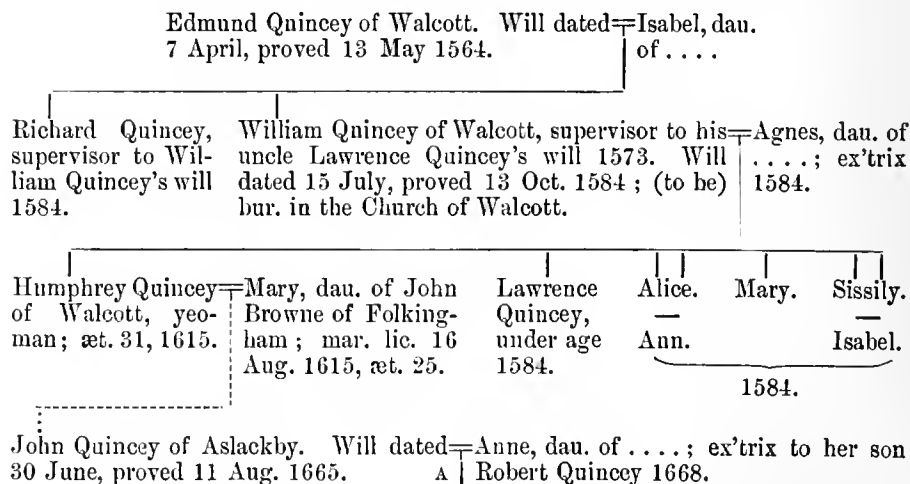 Edmund Quincey of Walcott. Will dated=Isabel, dau.
7 April, proved 13 May 1564. of . . . .
Richard Quincey, supervisor to William Quincey's will 1584.
William Quincey of Walcott, supervisor to his=Agnes, dau. of
uncle Lawrence Quincey's will 1573. Will . . . . ; ex'trix
dated 15 July, proved 13 Oct. 1584 ; (to be) 1584.
bur. in the Church of Walcott.
Humphrey Quincey=Mary, dau. of John Lawrence Alice. Mary. Sissily.
of Walcott, yeo- Browne of Folking- Quincey, — —
man ; æt. 31, 1615. ham ; mar. lic. 16 under age Ann. Isabel.
Aug. 1615, æt. 25. 1584.
1584.
John Quincey of Aslackby. Will dated=Anne, dau. of . . . . ; ex'trix to her son
30 June, proved 11 Aug. 1665. A Robert Quincey 1668.